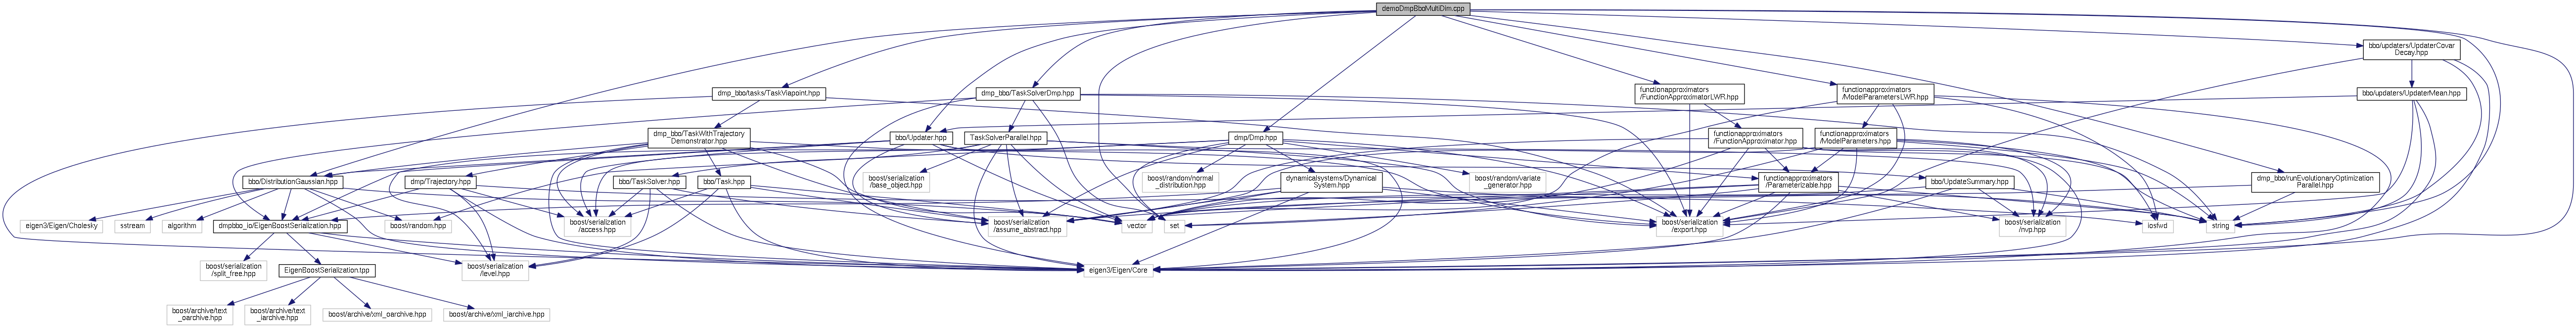 demoDmpBboMultiDim.cpp
bbo/updaters/UpdaterCovar
Decay.hpp
dmp_bbo/tasks/TaskViapoint.hpp
dmp_bbo/TaskSolverDmp.hpp
functionapproximators
/FunctionApproximatorLWR.hpp
functionapproximators
/ModelParametersLWR.hpp
bbo/updaters/UpdaterMean.hpp
dmp_bbo/TaskWithTrajectory
Demonstrator.hpp
bbo/Updater.hpp
TaskSolverParallel.hpp
dmp/Dmp.hpp
functionapproximators
/FunctionApproximator.hpp
functionapproximators
/ModelParameters.hpp
bbo/DistributionGaussian.hpp
dmp/Trajectory.hpp
bbo/TaskSolver.hpp
bbo/Task.hpp
boost/serialization
/base_object.hpp
boost/random/normal
_distribution.hpp
dynamicalsystems/Dynamical
System.hpp
boost/random/variate
_generator.hpp
functionapproximators
/Parameterizable.hpp
bbo/UpdateSummary.hpp
dmp_bbo/runEvolutionaryOptimization
Parallel.hpp
eigen3/Eigen/Cholesky
sstream
algorithm
dmpbbo_io/EigenBoostSerialization.hpp
boost/random.hpp
boost/serialization
/access.hpp
boost/serialization
/assume_abstract.hpp
vector
set
boost/serialization
/export.hpp
boost/serialization
/nvp.hpp
iosfwd
string
boost/serialization
/split_free.hpp
EigenBoostSerialization.tpp
boost/serialization
/level.hpp
eigen3/Eigen/Core
boost/archive/text
_oarchive.hpp
boost/archive/text
_iarchive.hpp
boost/archive/xml_oarchive.hpp
boost/archive/xml_iarchive.hpp